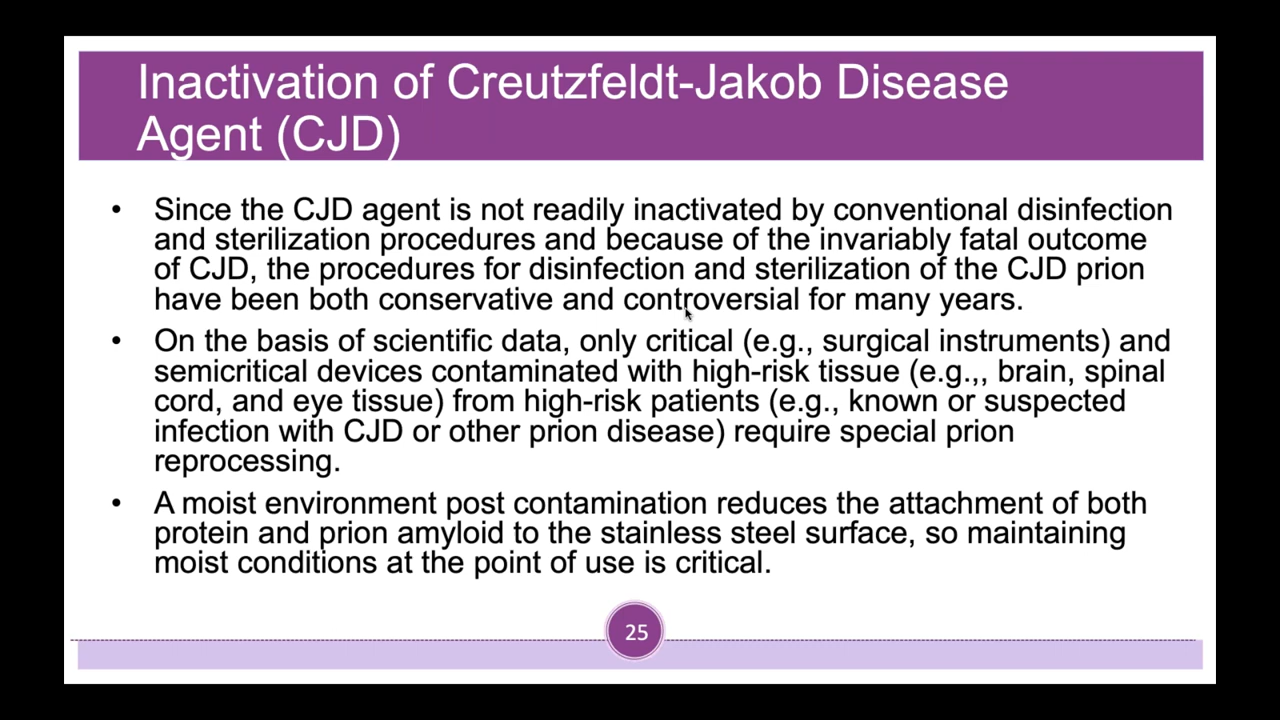 Inactivation of Creutzfeldt-Jakob Disease
Agent (CJD)
• Since the CJD agent is not readily inactivated by conventional disinfection
and sterilization procedures and because of the invariably fatal outcome
of CJD, the procedures for disinfection and sterilization of the CJD prion
have been both conservative and controversial for many years.
• On the basis of scientific data, only critical (e.g., surgical instruments) and
semicritical devices contaminated with high-risk tissue (e.g.,, brain, spinal
cord, and eye tissue) from high-risk patients (e.g., known or suspected
infection with CJD or other prion disease) require special prion
reprocessing.
• A moist environment post contamination reduces the attachment of both
protein and prion amyloid to the stainless steel surface, so maintaining
moist conditions at the point of use is critical.
25